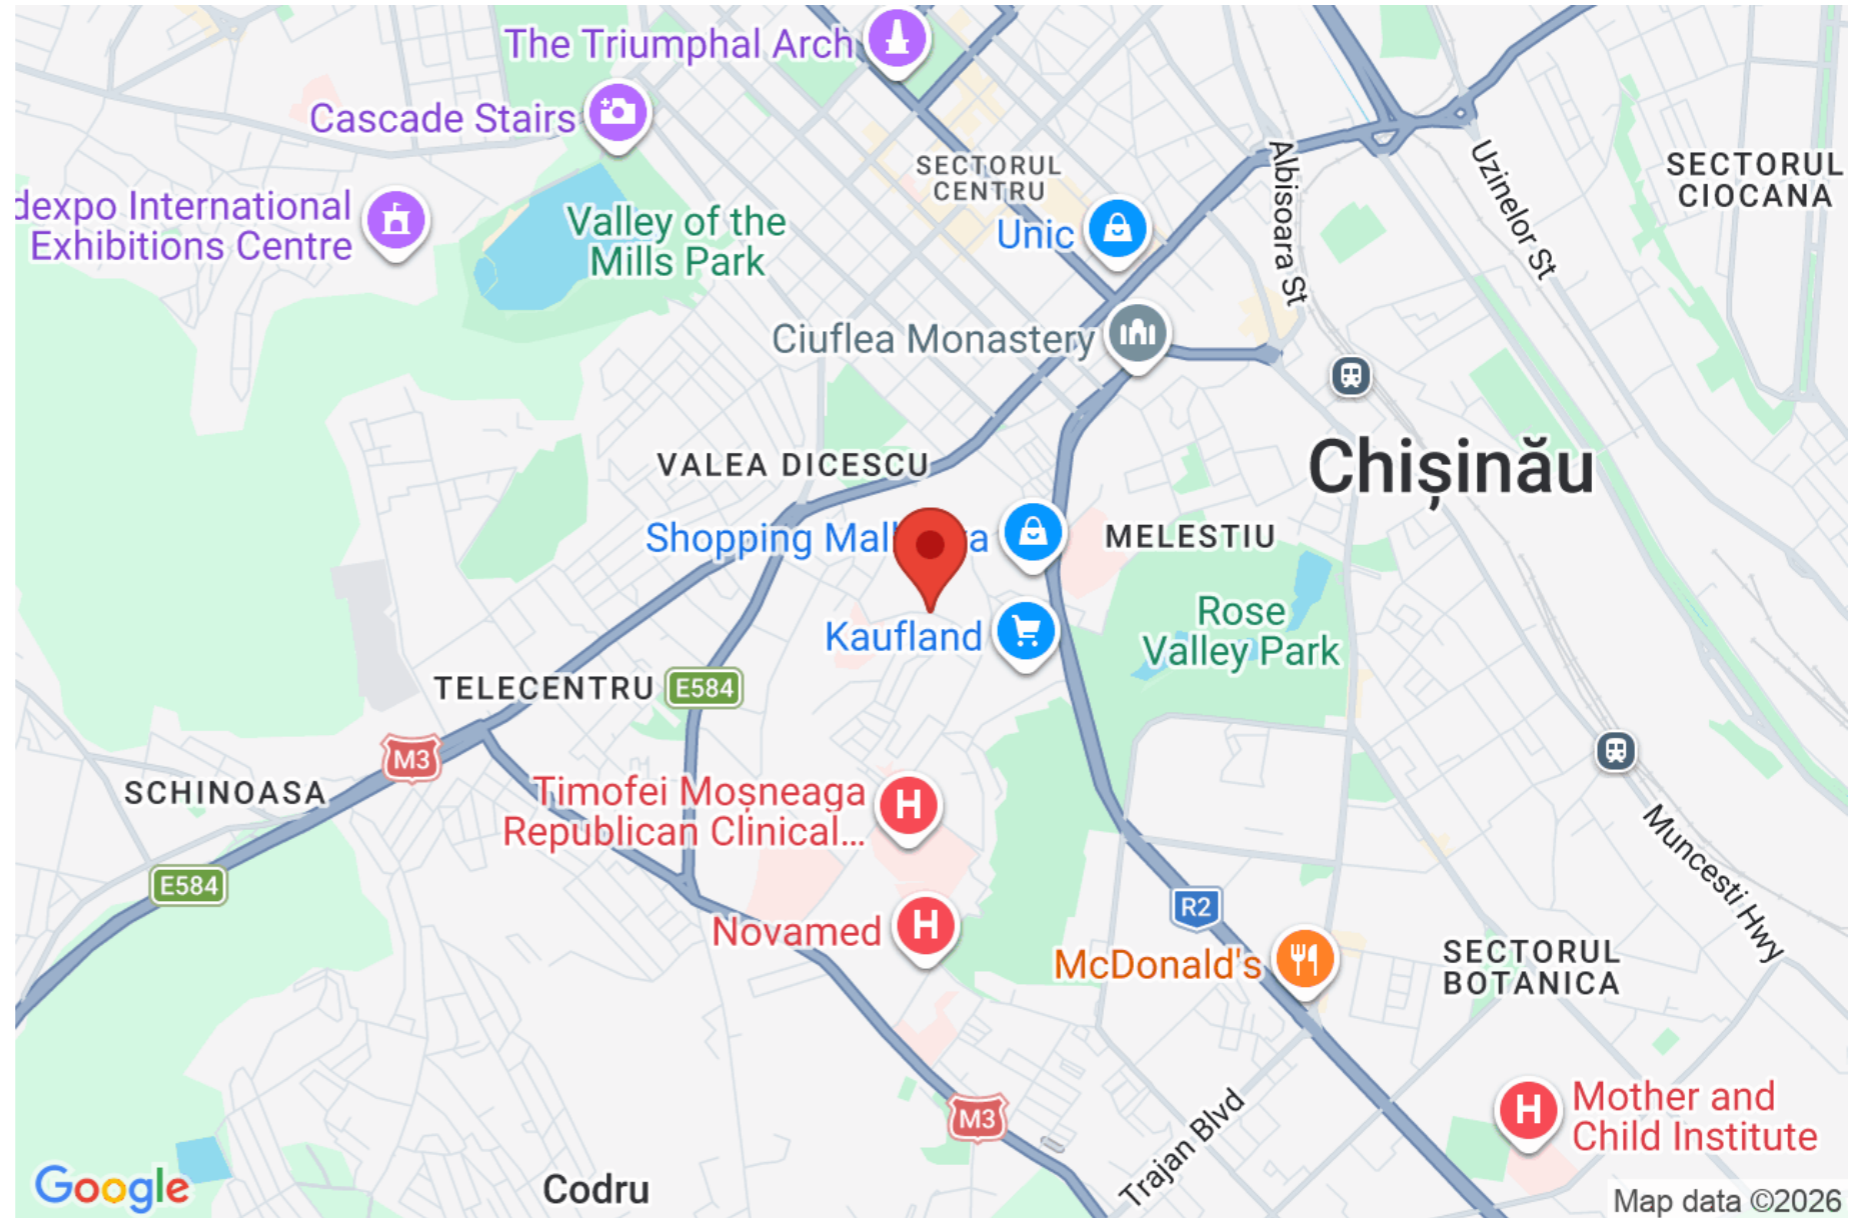 The Triumphal Arch
Cascade Stairs
SECTORUL
CENTRU
Albisoara St
Uzinelor St
SECTORUL
CIOCANA
dexpo International
Exhibitions Centre
Valley of the
Mills Park
Unic
Ciuflea Monastery
Chișinău
VALEA DICESCU
Shopping Mall
a
MELESTIU
Rose
Valley Park
Kaufland
TELECENTRU
E584
M3
SCHINOASA
Timofei Moșneaga
Republican Clinical...
E584
Novamed
R2
McDonald's
Muncesti Hwy
SECTORUL
BOTANICA
M3
Trajan Blvd
Mother and
Child Institute
Codru
Google
Map data ©2026